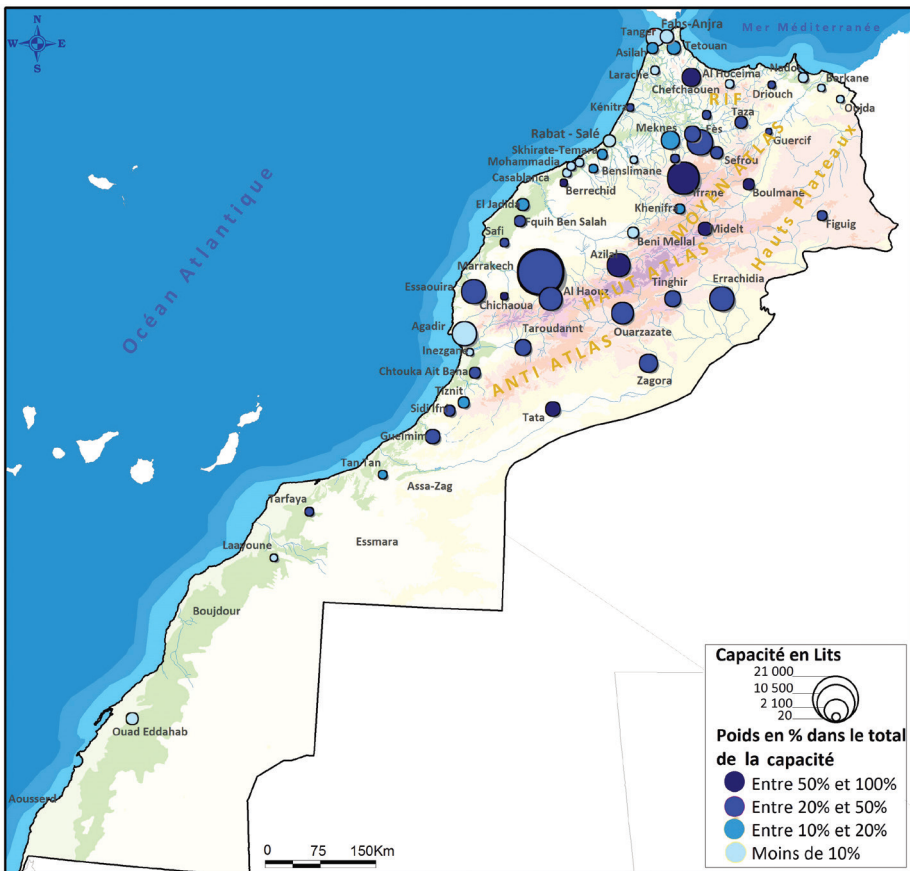 N
W E
S
Mer Méditerranée
Fahs-Anjra
Tanger
Asilah
Tetouan
Larache
Al Hoceima
Nador
Chefchaouen
Driouch
Barkane
Oujda
RIF
Kénitra
Taza
Rabat - Salé
Meknes
Fès
Guercif
Skhirate-Temara
Sefrou
Mohammadia
Benslimane
Casablanca
Berrechid
Ifrane
Boulmane
MOYEN ATLAS
Hauts Plateaux
El Jadida
Khenifra
Fquih Ben Salah
Midelt
Figuig
Safi
Beni Mellal
Océan Atlantique
Marrakech
Azilal
HAUT ATLAS
Essaouira
Chichaoua
Al Haouz
Tinghir
Errachidia
Agadir
Taroudannt
Ouarzazate
Inezgane
ANTI ATLAS
Chtouka Ait Baha
Zagora
Tiznit
Sidi Ifni
Tata
Guelmim
Tan Tan
Assa-Zag
Tarfaya
Laayoune
Essmara
Boujdour
Ouad Eddahab
Aousserd
0 75 150Km
Capacité en Lits
21 000
10 500
2 100
20
Poids en % dans le total
de la capacité
Entre 50% et 100%
Entre 20% et 50%
Entre 10% et 20%
Moins de 10%